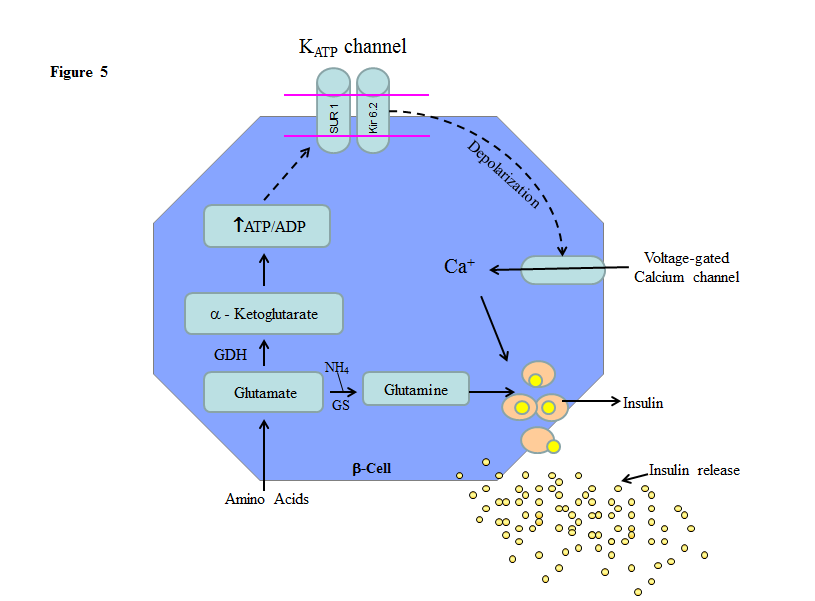 K_ATP channel
Figure 5
SUR 1
Kir 6.2
Depolarization
↑ATP/ADP
Voltage-gated
Calcium channel
Ca⁺
α - Ketoglutarate
GDH
NH₄
Glutamate
Glutamine
GS
Insulin
β-Cell
Insulin release
Amino Acids